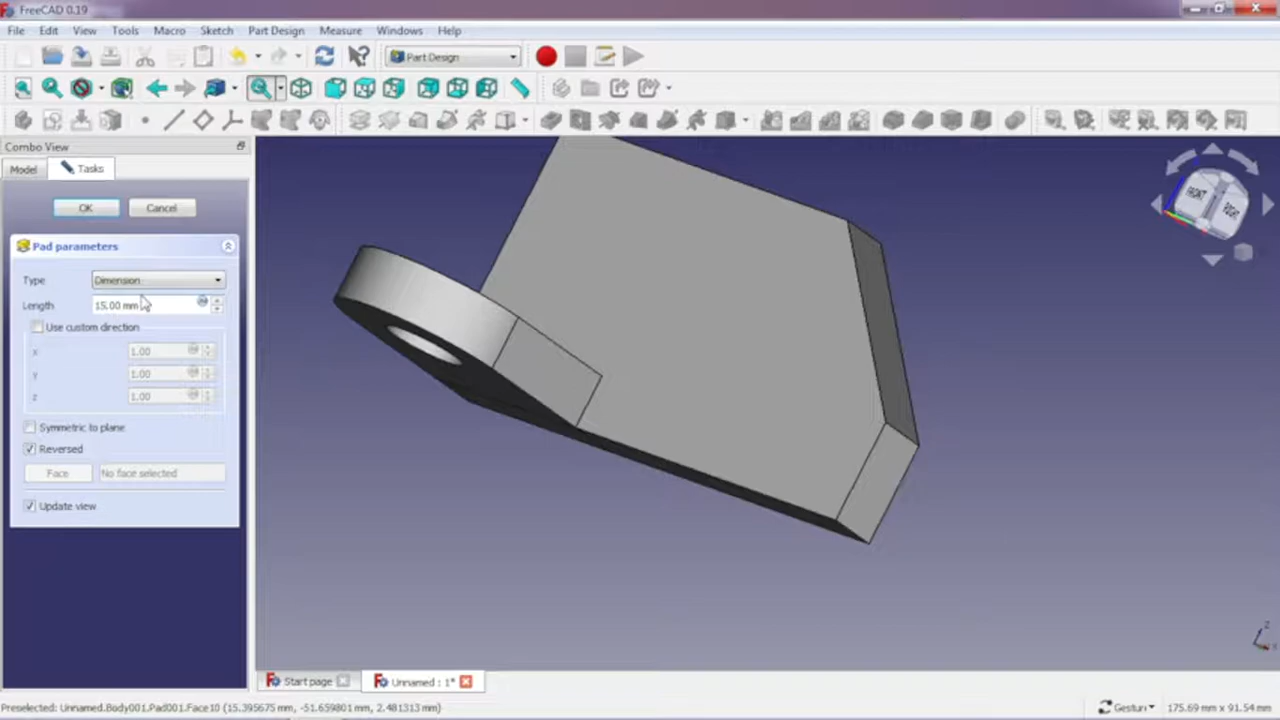 FreeCAD 0.19
File Edit View Tools Macro Sketch Part Design Measure Windows Help
Part Design
Combo View
Model Tasks
OK Cancel
Pad parameters
Type Dimension
Length 15.00 mm
Use custom direction
x 1.00
y 1.00
z 1.00
Symmetric to plane
Reversed
Face No face selected
Update view
FRONT RIGHT
Z
X
Start page Unnamed : 1*
Preselected: Unnamed.Body001.Pad001.Face10 (15.395675 mm, -51.659801 mm, 2.481313 mm) Gestur 175.69 mm x 91.54 mm